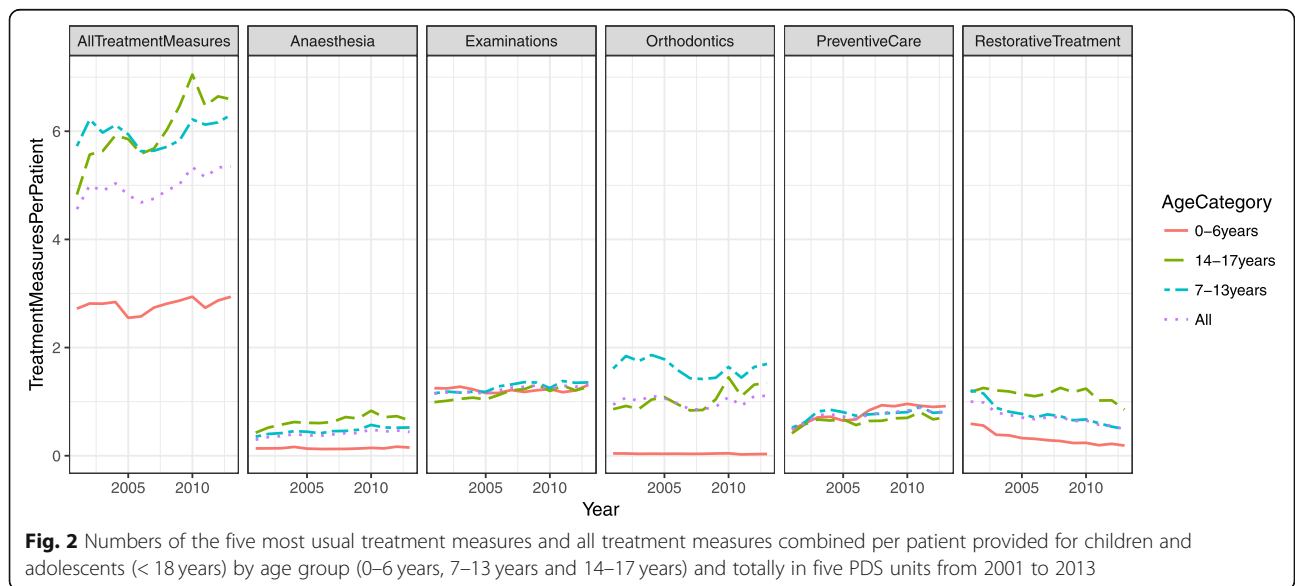 AllTreatmentMeasures Anaesthesia Examinations Orthodontics PreventiveCare RestorativeTreatment
TreatmentMeasuresPerPatient
6
4
2
0
2005 2010 2005 2010 2005 2010 2005 2010 2005 2010 2005 2010
Year
AgeCategory
0–6years
14–17years
7–13years
All
Fig. 2 Numbers of the five most usual treatment measures and all treatment measures combined per patient provided for children and
adolescents (< 18 years) by age group (0–6 years, 7–13 years and 14–17 years) and totally in five PDS units from 2001 to 2013